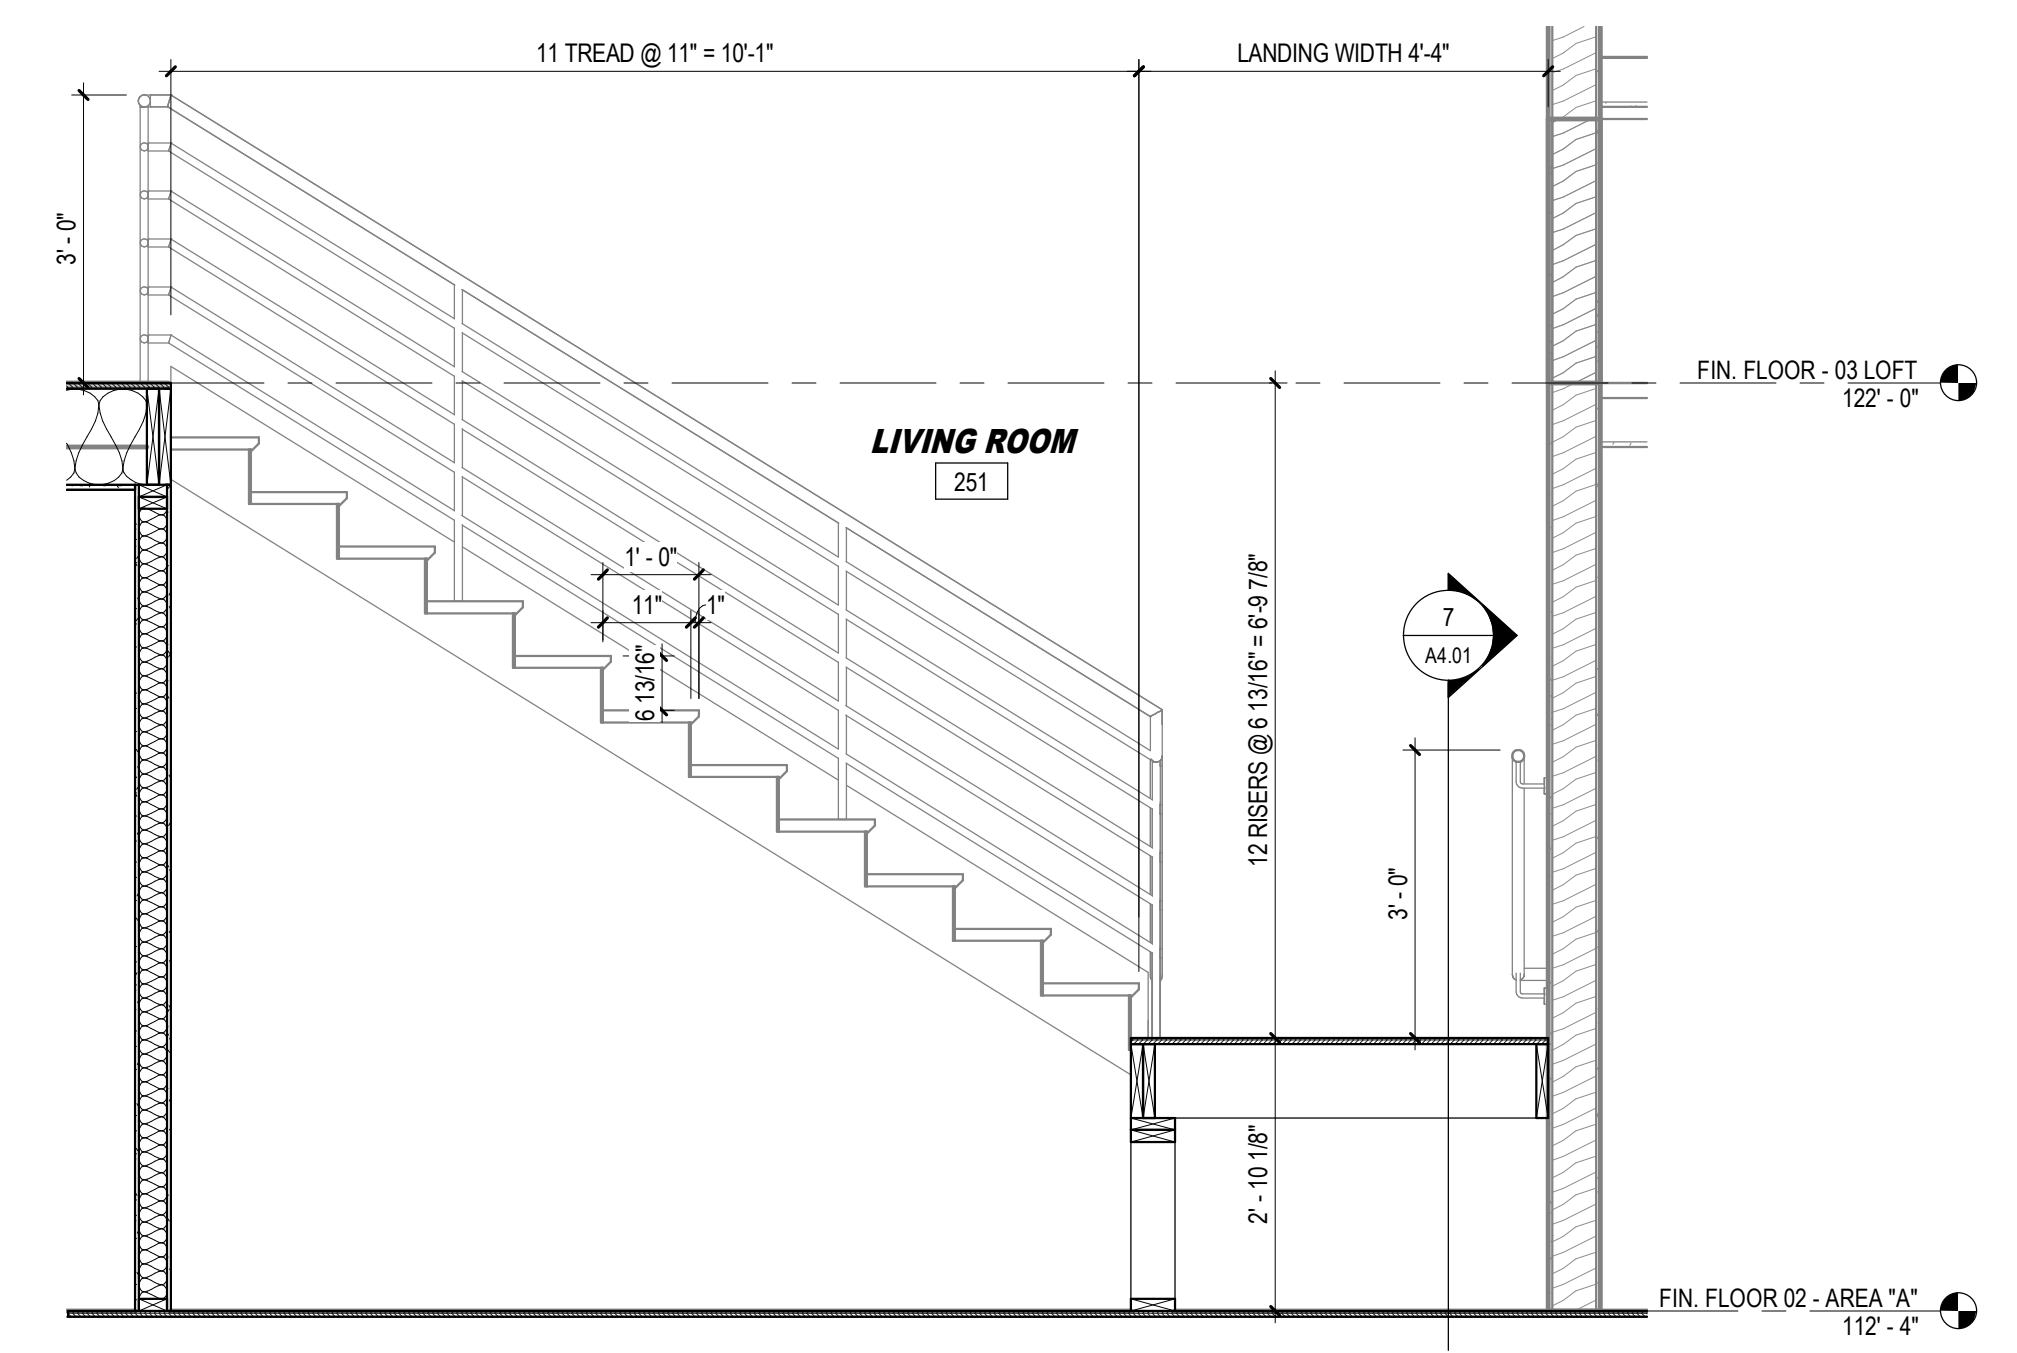 11 TREAD @ 11" = 10'-1"
LANDING WIDTH 4'-4"
3' - 0"
FIN. FLOOR - 03 LOFT
122' - 0"
LIVING ROOM
251
1' - 0"
11"
1"
6 13/16"
12 RISERS @ 6 13/16" = 6'-9 7/8"
7
A4.01
3' - 0"
2' - 10 1/8"
FIN. FLOOR 02 - AREA "A"
112' - 4"